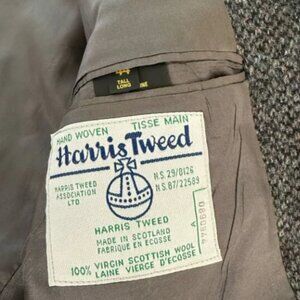 44
TALL
LONG
HAND WOVEN TISSE MAIN
Harris Tweed
HARRIS TWEED
ASSOCIATION
LTD
N.S. 29/0126
N.S. B7/22589
HARRIS TWEED
MADE IN SCOTLAND
FABRIQUE EN ECOSSE
100% VIRGIN SCOTTISH WOOL
LAINE VIERGE D'ECOSSE
A